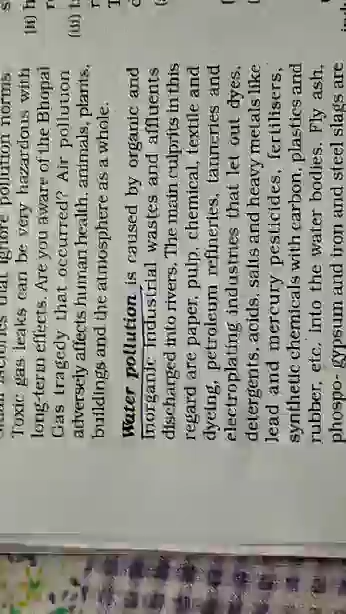 that ignore pollution norms
Toxic gas leaks can be very hazardous with
long-term effects. Are you aware of the Bhopal
Gas tragedy that occurred? Air pollution
adversely affects human health, animals, plants,
buildings and the atmosphere as a whole.
Water pollution is caused by organic and
inorganic industrial wastes and affluents
discharged into rivers. The main culprits in this
regard are paper, pulp, chemical, textile and
dyeing, petroleum refineries, tanneries and
electroplating industries that let out dyes,
detergents, acids, salts and heavy metals like
lead and mercury pesticides, fertilisers,
synthetic chemicals with carbon, plastics and
rubber, etc. into the water bodies. Fly ash,
phospo- gypsum and iron and steel slags are
(ii)
(iii)